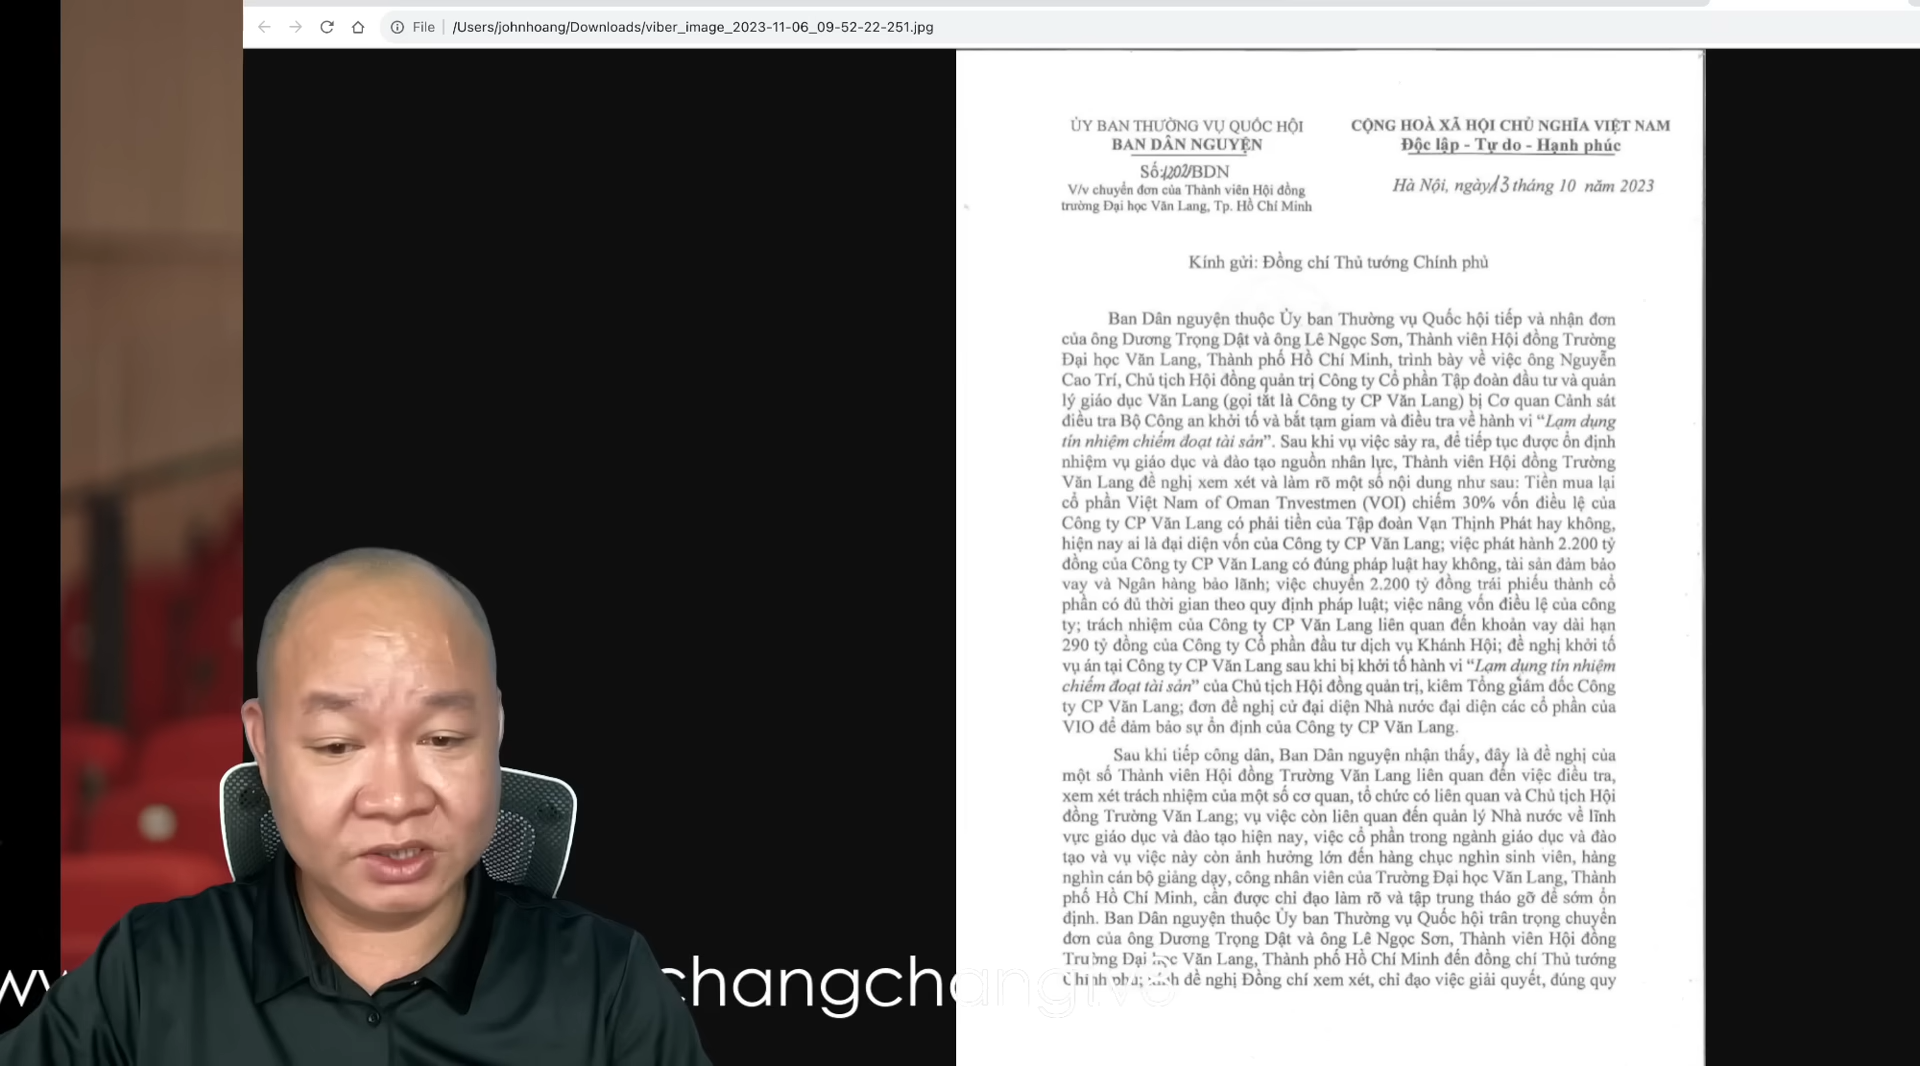 File
/Users/johnhoang/Downloads/viber_image_2023-11-06_09-52-22-251.jpg
ỦY BAN THƯỜNG VỤ QUỐC HỘI
BAN DÂN NGUYỆN
Số:1202/BDN
V/v chuyển đơn của Thành viên Hội đồng
trường Đại học Văn Lang, Tp. Hồ Chí Minh
CỘNG HOÀ XÃ HỘI CHỦ NGHĨA VIỆT NAM
Độc lập - Tự do - Hạnh phúc
Hà Nội, ngày 13 tháng 10 năm 2023
Kính gửi: Đồng chí Thủ tướng Chính phủ
Ban Dân nguyện thuộc Ủy ban Thường vụ Quốc hội tiếp và nhận đơn
của ông Dương Trọng Dật và ông Lê Ngọc Sơn, Thành viên Hội đồng Trường
Đại học Văn Lang, Thành phố Hồ Chí Minh, trình bày về việc ông Nguyễn
Cao Trí, Chủ tịch Hội đồng quản trị Công ty Cổ phần Tập đoàn đầu tư và quản
lý giáo dục Văn Lang (gọi tắt là Công ty CP Văn Lang) bị Cơ quan Cảnh sát
điều tra Bộ Công an khởi tố và bắt tạm giam và điều tra về hành vi “Lạm dụng
tín nhiệm chiếm đoạt tài sản”. Sau khi vụ việc sảy ra, để tiếp tục được ổn định
nhiệm vụ giáo dục và đào tạo nguồn nhân lực, Thành viên Hội đồng Trường
Văn Lang đề nghị xem xét và làm rõ một số nội dung như sau: Tiền mua lại
cổ phần Việt Nam of Oman Tnvestmen (VOI) chiếm 30% vốn điều lệ của
Công ty CP Văn Lang có phải tiền của Tập đoàn Vạn Thịnh Phát hay không,
hiện nay ai là đại diện vốn của Công ty CP Văn Lang; việc phát hành 2.200 tỷ
đồng của Công ty CP Văn Lang có đúng pháp luật hay không, tài sản đảm bảo
vay và Ngân hàng bảo lãnh; việc chuyển 2.200 tỷ đồng trái phiếu thành cổ
phần có đủ thời gian theo quy định pháp luật; việc nâng vốn điều lệ của công
ty; trách nhiệm của Công ty CP Văn Lang liên quan đến khoản vay dài hạn
290 tỷ đồng của Công ty Cổ phần đầu tư dịch vụ Khánh Hội; đề nghị khởi tố
vụ án tại Công ty CP Văn Lang sau khi bị khởi tố hành vi “Lạm dụng tín nhiệm
chiếm đoạt tài sản” của Chủ tịch Hội đồng quản trị, kiêm Tổng giám đốc Công
ty CP Văn Lang; đơn đề nghị cử đại diện Nhà nước đại diện các cổ phần của
VIO để đảm bảo sự ổn định của Công ty CP Văn Lang.
Sau khi tiếp công dân, Ban Dân nguyện nhận thấy, đây là đề nghị của
một số Thành viên Hội đồng Trường Văn Lang liên quan đến việc điều tra,
xem xét trách nhiệm của một số cơ quan, tổ chức có liên quan và Chủ tịch Hội
đồng Trường Văn Lang; vụ việc còn liên quan đến quản lý Nhà nước về lĩnh
vực giáo dục và đào tạo hiện nay, việc cổ phần trong ngành giáo dục và đào
tạo và vụ việc này còn ảnh hưởng lớn đến hàng chục nghìn sinh viên, hàng
nghìn cán bộ giảng dạy, công nhân viên của Trường Đại học Văn Lang, Thành
phố Hồ Chí Minh, cần được chỉ đạo làm rõ và tập trung tháo gỡ để sớm ổn
định. Ban Dân nguyện thuộc Ủy ban Thường vụ Quốc hội trân trọng chuyển
đơn của ông Dương Trọng Dật và ông Lê Ngọc Sơn, Thành viên Hội đồng
Trường Đại học Văn Lang, Thành phố Hồ Chí Minh đến đồng chí Thủ tướng
Chính phủ; kính đề nghị Đồng chí xem xét, chỉ đạo việc giải quyết, đúng quy
changchang